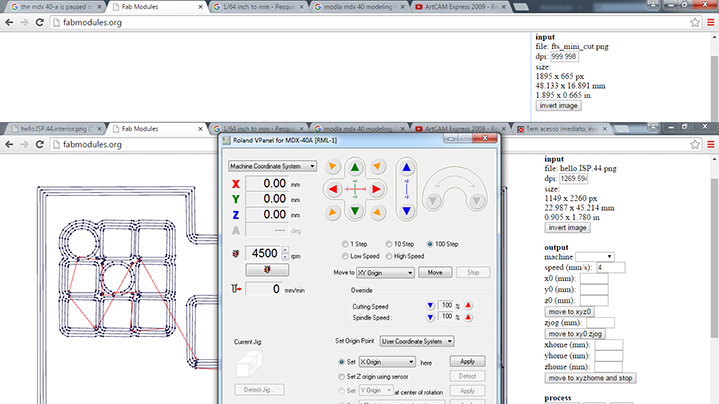 the mdx 40-a is paused c
Fab Modules
1/64 inch to mm - Pesqui
modla mdx 40 modeling
ArtCAM Express 2009 - R
fabmodules.org
input
file: fts_mini_cut.png
dpi: 999.998
size:
1895 x 665 px
48.133 x 16.891 mm
1.895 x 0.665 in
invert image
hello.ISP.44.interior.png (
Fab Modules
1/64 inch to mm - Pesqui
modla mdx 40 modeling
ArtCAM Express 2009 - R
Tem acesso imediato, inse
fabmodules.org
Roland VPanel for MDX-40A [RML-1]
Machine Coordinate System
X 0.00 mm
Y 0.00 mm
Z 0.00 mm
A --- deg
4500 rpm
0 mm/min
1 Step
10 Step
100 Step
Low Speed
High Speed
Move to XY Origin Move Stop
Override
Cutting Speed 100 %
Spindle Speed : 100 %
Set Origin Point User Coordinate System
Set X Origin here Apply
Set Z origin using sensor Detect
Set Y Origin at center of rotation Apply
Current Jig
Detect Jig...
input
file: hello.ISP.44.png
dpi: 1269.594
size:
1149 x 2260 px
22.987 x 45.214 mm
0.905 x 1.780 in
invert image
output
machine
speed (mm/s): 4
x0 (mm):
y0 (mm):
z0 (mm):
move to xyz0
zjog (mm):
move to xy0 zjog
xhome (mm):
yhome (mm):
zhome (mm):
move to xyzhome and stop
process